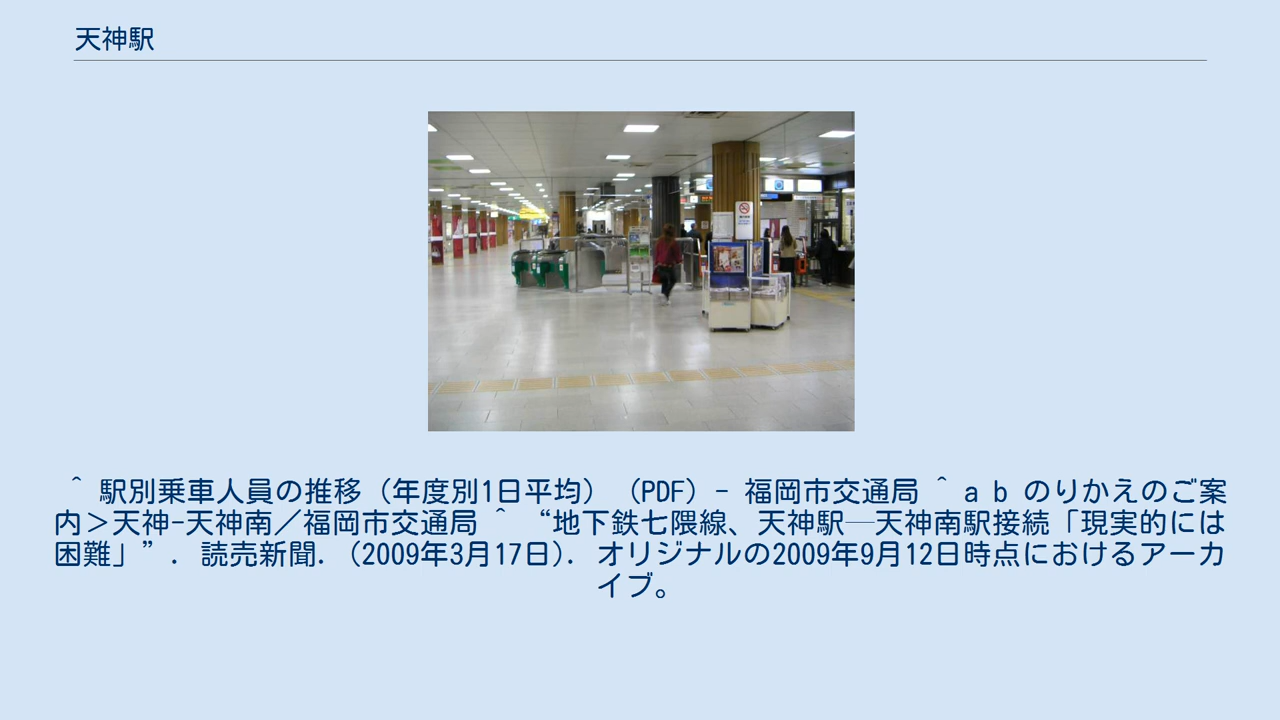 天神駅
^ 駅別乗車人員の推移（年度別1日平均）（PDF）- 福岡市交通局 ^ a b のりかえのご案
内＞天神-天神南／福岡市交通局 ^ “地下鉄七隈線、天神駅─天神南駅接続「現実的には
困難」”. 読売新聞. （2009年3月17日）. オリジナルの2009年9月12日時点におけるアーカ
イブ。